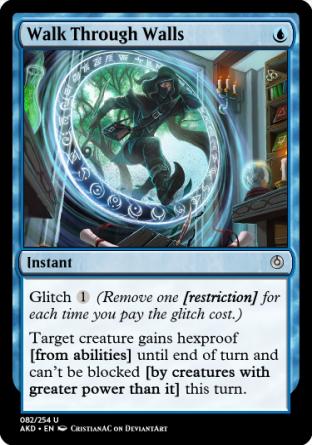 Walk Through Walls
Instant
Glitch 1 (Remove one [restriction] for
each time you pay the glitch cost.)
Target creature gains hexproof
[from abilities] until end of turn and
can't be blocked [by creatures with
greater power than it] this turn.
082/254 U
AKD • EN CristianAC on DeviantArt